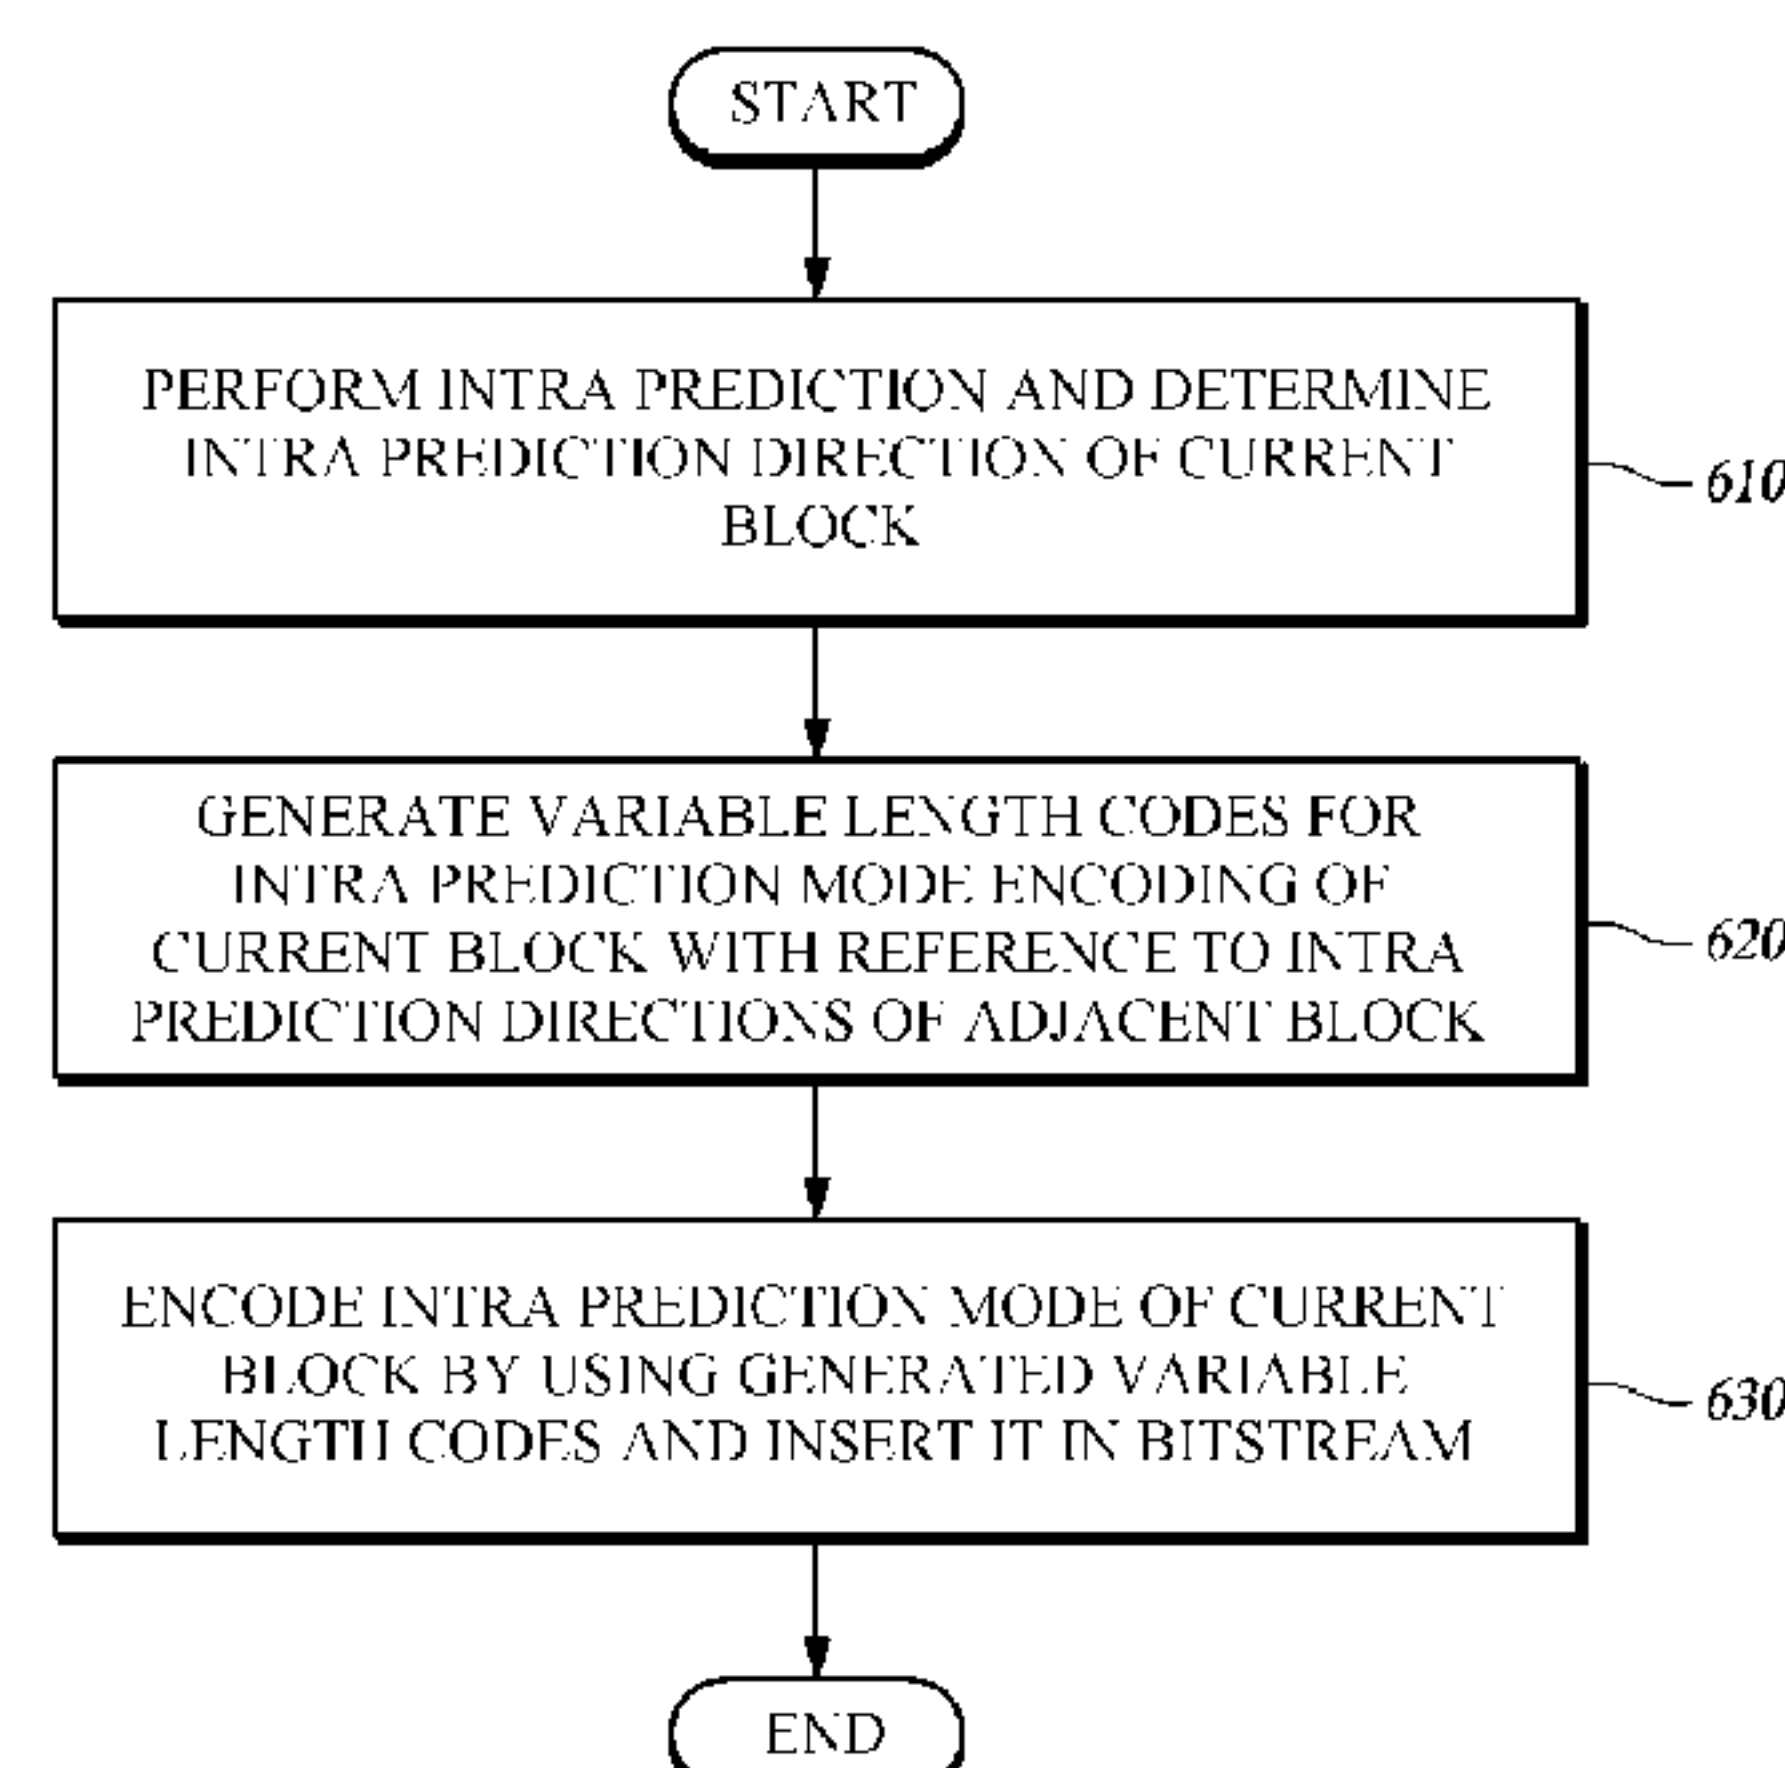 START
PERFORM INTRA PREDICTION AND DETERMINE
INTRA PREDICTION DIRECTION OF CURRENT
BLOCK
610
GENERATE VARIABLE LENGTH CODES FOR
INTRA PREDICTION MODE ENCODING OF
CURRENT BLOCK WITH REFERENCE TO INTRA
PREDICTION DIRECTIONS OF ADJACENT BLOCK
620
ENCODE INTRA PREDICTION MODE OF CURRENT
BLOCK BY USING GENERATED VARIABLE
LENGTH CODES AND INSERT IT IN BITSTREAM
630
END